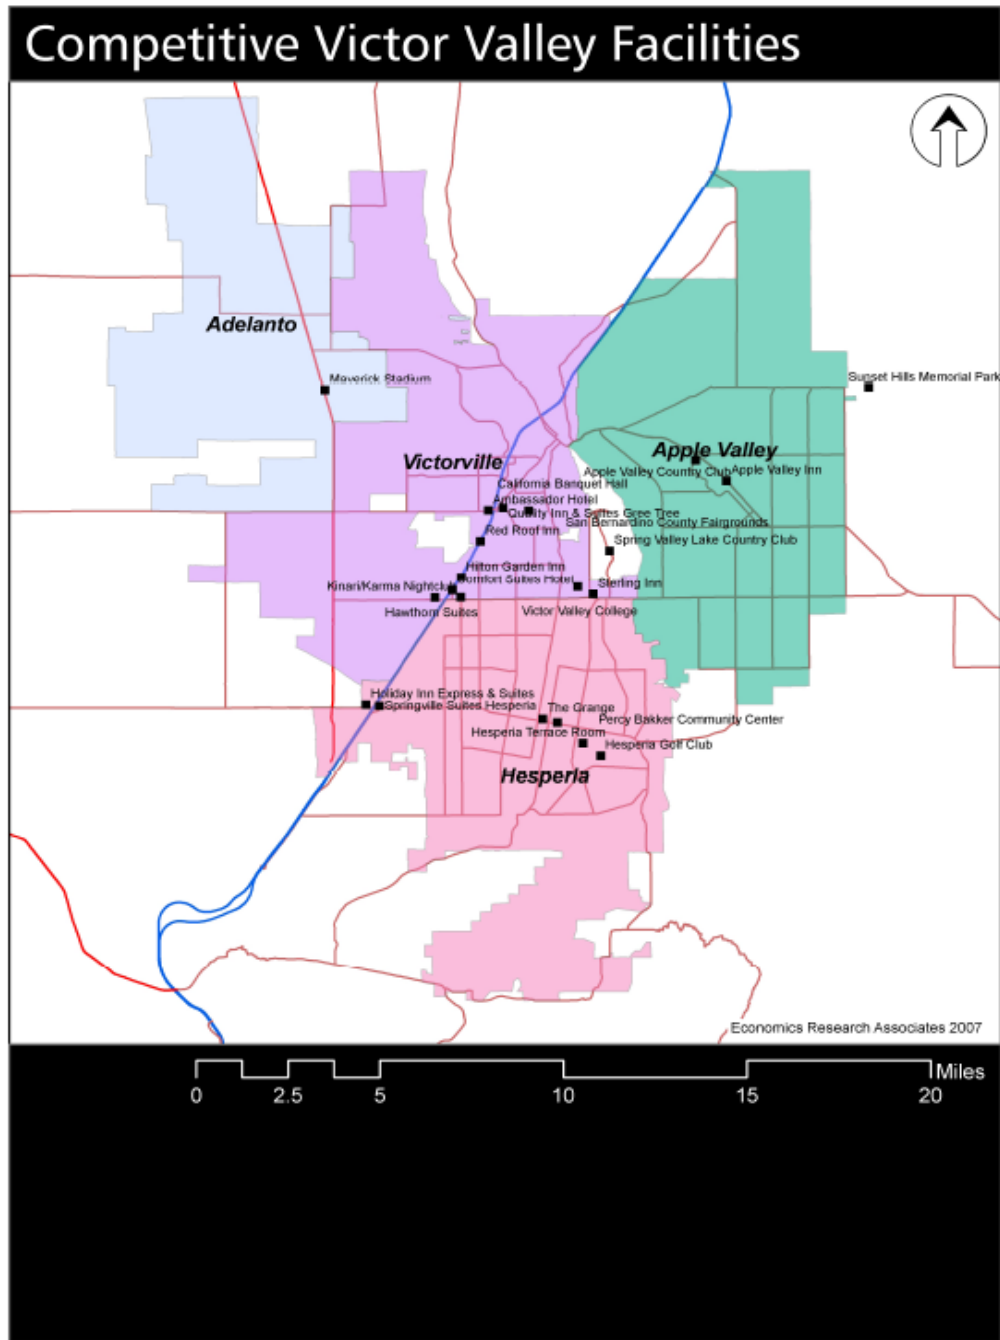 Competitive Victor Valley Facilities
Adelanto
Maverick Stadium
Sunset Hills Memorial Park
Victorville
Apple Valley
Apple Valley Country Club
Apple Valley Inn
California Banquet Hall
Ambassador Hotel
Quality Inn & Suites Gree Tree
San Bernardino County Fairgrounds
Red Roof Inn
Spring Valley Lake Country Club
Hilton Garden Inn
Comfort Suites Hotel
Kinari/Karma Nightclub
Sterling Inn
Hawthorn Suites
Victor Valley College
Holiday Inn Express & Suites
Springville Suites Hesperia
The Grange
Percy Bakker Community Center
Hesperia Terrace Room
Hesperia Golf Club
Hesperia
Economics Research Associates 2007
Miles
0 2.5 5 10 15 20